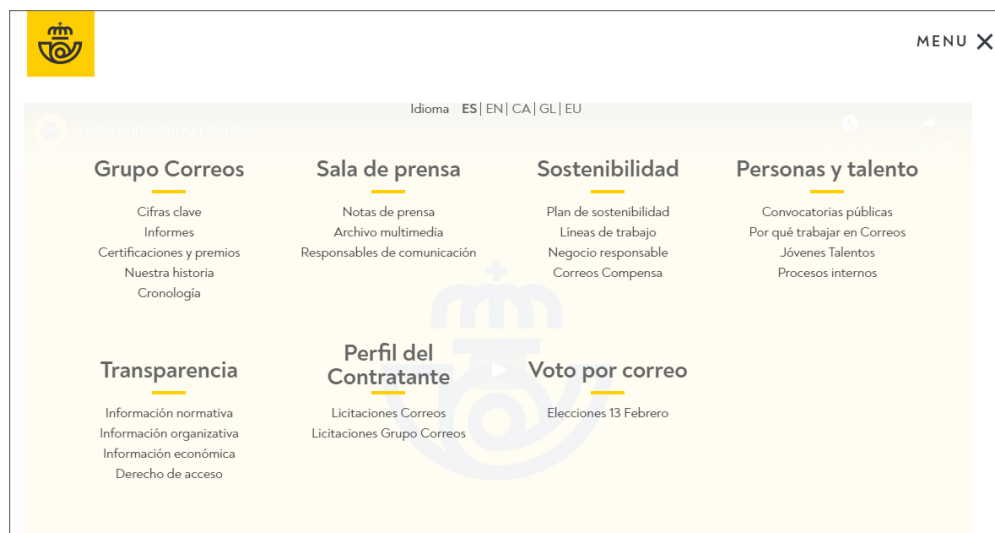 MENU
Idioma ES| EN| CA| GL| EU
Grupo Correos
Cifras clave
Informes
Certificaciones y premios
Nuestra historia
Cronología
Sala de prensa
Notas de prensa
Archivo multimedia
Responsables de comunicación
Sostenibilidad
Plan de sostenibilidad
Líneas de trabajo
Negocio responsable
Correos Compensa
Personas y talento
Convocatorias públicas
Por qué trabajar en Correos
Jóvenes Talentos
Procesos internos
Transparencia
Información normativa
Información organizativa
Información económica
Derecho de acceso
Perfil del
Contratante
Licitaciones Correos
Licitaciones Grupo Correos
Voto por correo
Elecciones 13 Febrero